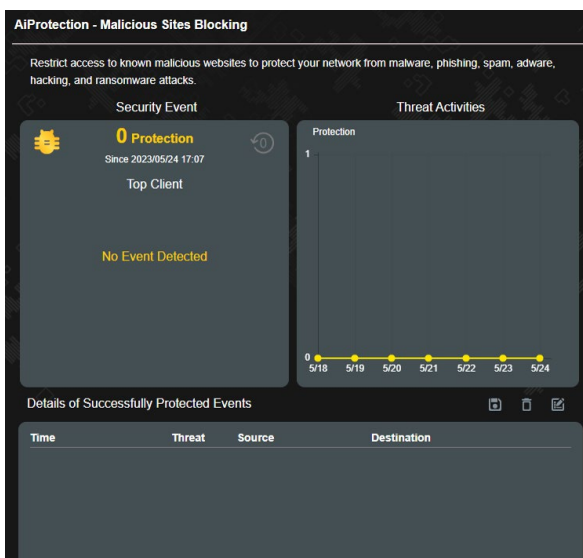 AiProtection - Malicious Sites Blocking
Restrict access to known malicious websites to protect your network from malware, phishing, spam, adware,
hacking, and ransomware attacks.
Security Event
0 Protection
Since 2023/05/24 17:07
0
Top Client
No Event Detected
Threat Activities
Protection
1
0
5/18 5/19 5/20 5/21 5/22 5/23 5/24
Details of Successfully Protected Events
Time Threat Source Destination